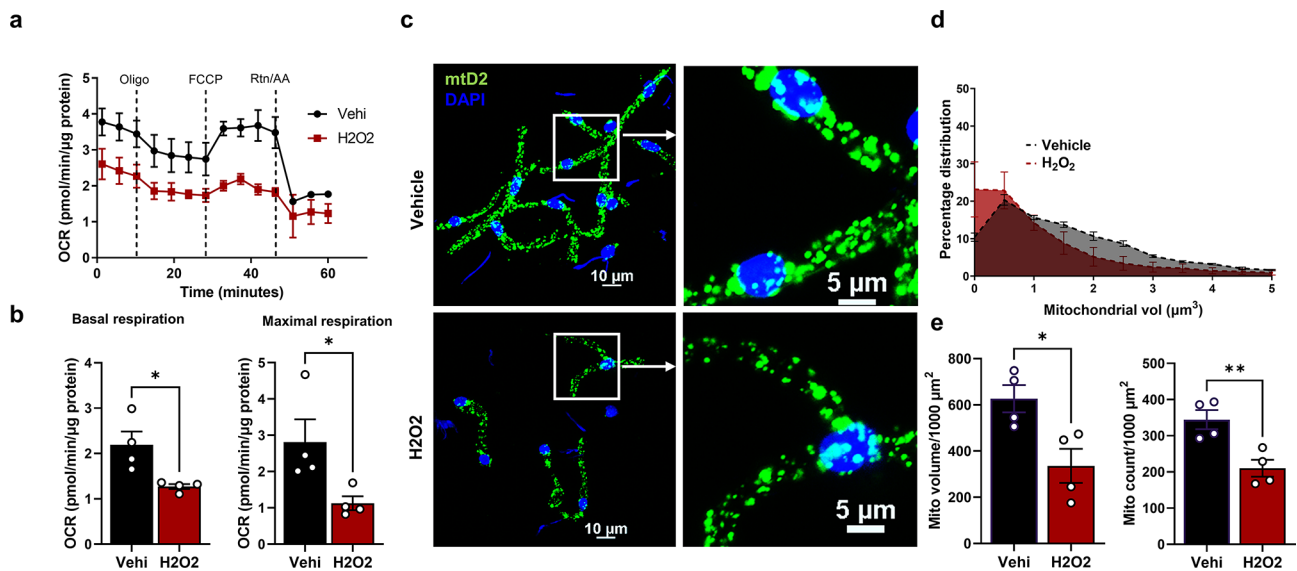 a
OCR (pmol/min/µg protein)
5
4
3
2
1
0
Oligo
FCCP
Rtn/AA
Vehi
H2O2
0
20
40
60
Time (minutes)
b
Basal respiration
OCR (pmol/min/µg protein)
4
3
2
1
0
*
Vehi
H2O2
Maximal respiration
OCR (pmol/min/µg protein)
5
4
3
2
1
0
*
Vehi
H2O2
c
Vehicle
mtD2
DAPI
10 µm
5 µm
H2O2
10 µm
5 µm
d
Percentage distribution
50
40
30
20
10
0
Vehicle
H₂O₂
0
1
2
3
4
5
Mitochondrial vol (µm³)
e
Mito volume/1000 µm²
800
600
400
200
0
*
Vehi
H2O2
Mito count/1000 µm²
500
400
300
200
100
0
**
Vehi
H2O2